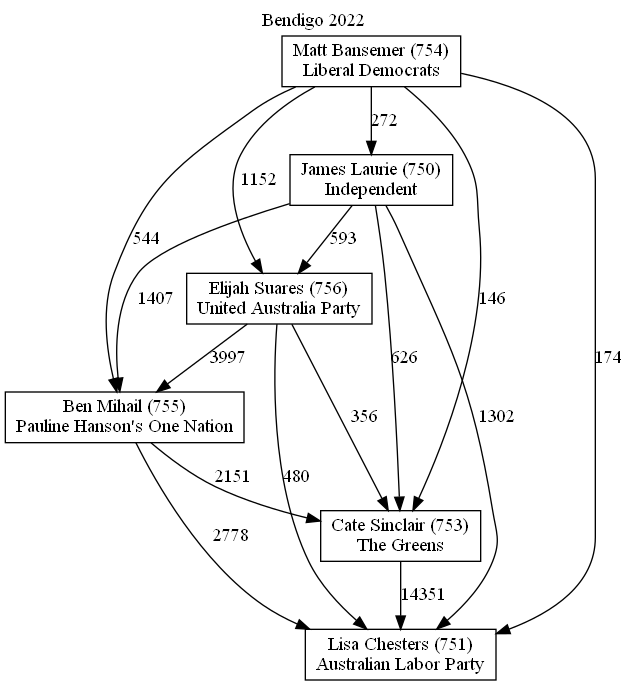 Bendigo 2022
Matt Bansemer (754)
Liberal Democrats
272
James Laurie (750)
Independent
1152
544
593
1407
Elijah Suares (756)
United Australia Party
146
626
174
3997
356
1302
Ben Mihail (755)
Pauline Hanson's One Nation
2151
480
2778
Cate Sinclair (753)
The Greens
14351
Lisa Chesters (751)
Australian Labor Party